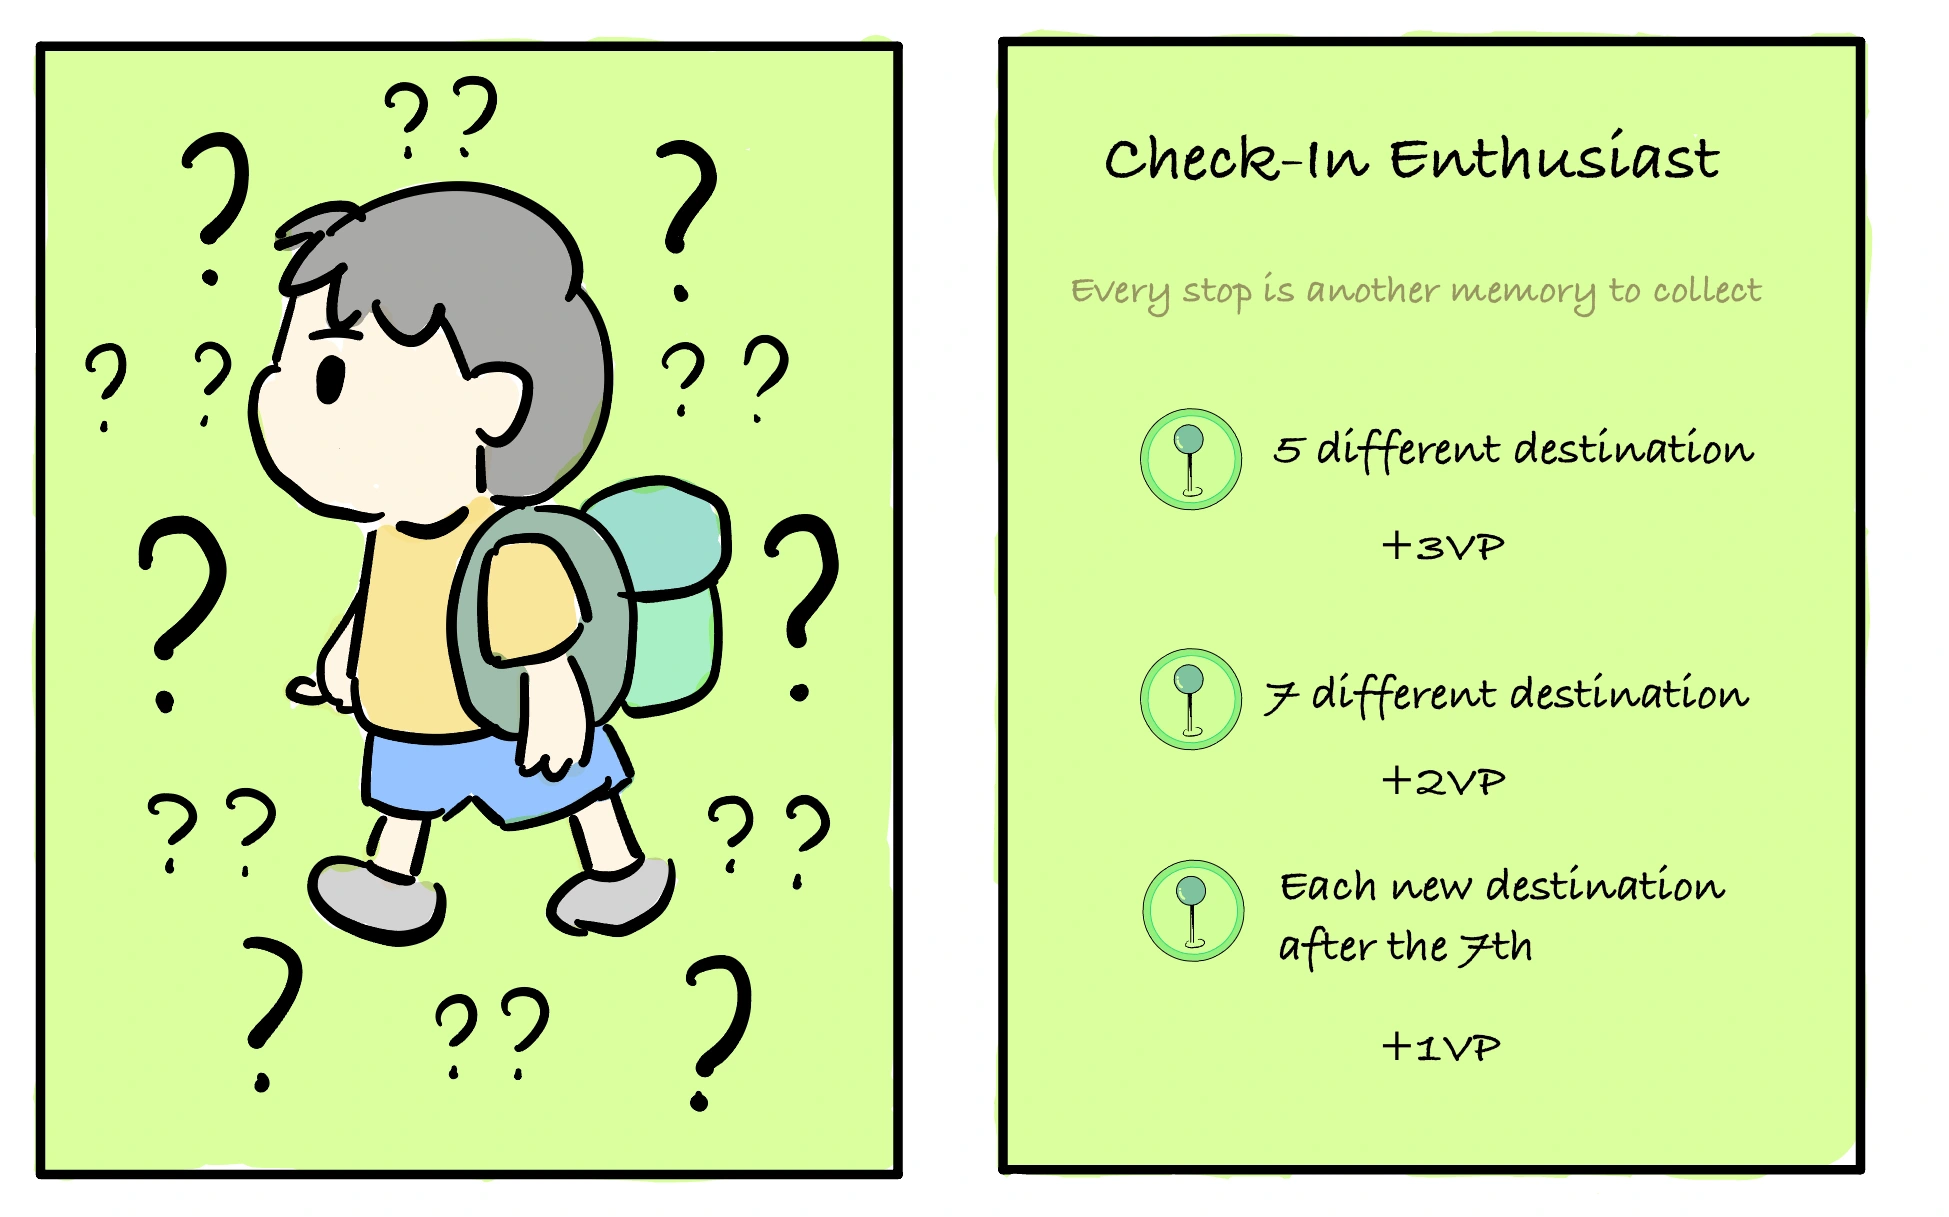 ? ?
? ?
? ? ? ?
? ?
? ? ? ?
? ? ? ?
Check-In Enthusiast
Every stop is another memory to collect
5 different destination
+3VP
7 different destination
+2VP
Each new destination
after the 7th
+1VP